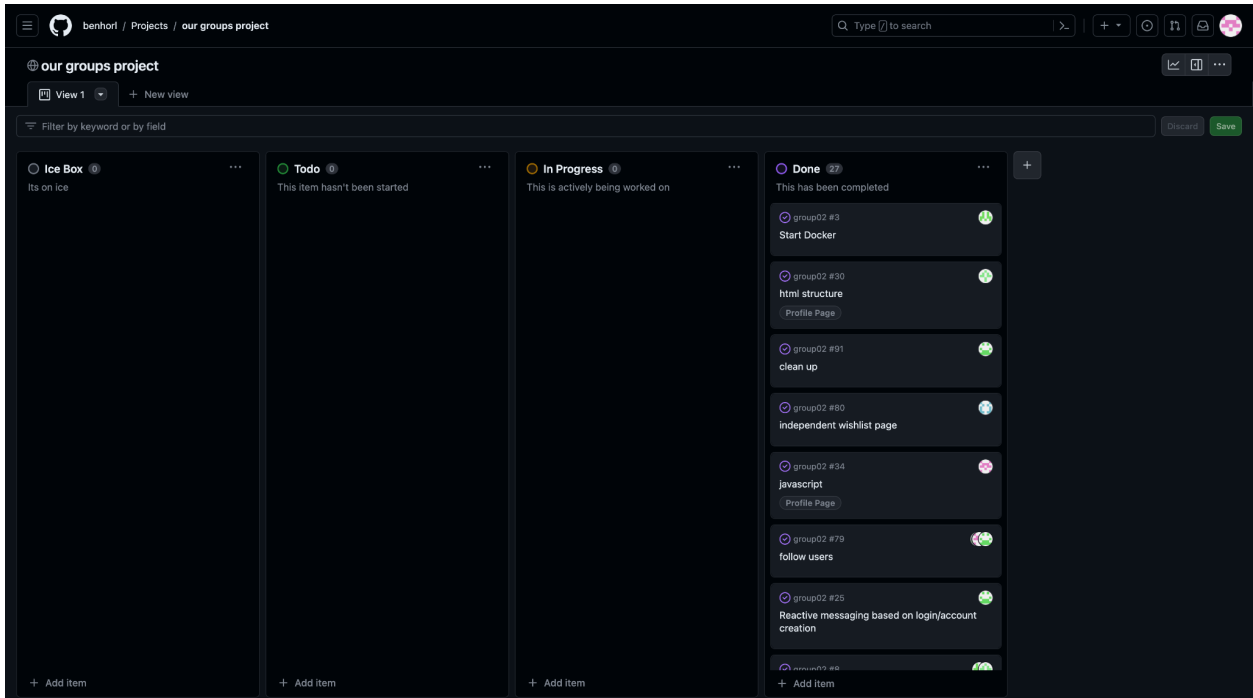 benhorl / Projects / our groups project
Type / to search
our groups project
View 1
+ New view
Filter by keyword or by field
Discard
Save
Ice Box 0
Its on ice
+ Add item
Todo 0
This item hasn't been started
+ Add item
In Progress 0
This is actively being worked on
+ Add item
Done 27
This has been completed
group02 #3
Start Docker
group02 #30
html structure
Profile Page
group02 #91
clean up
group02 #80
independent wishlist page
group02 #34
javascript
Profile Page
group02 #79
follow users
group02 #25
Reactive messaging based on login/account
creation
group02 #8
+ Add item